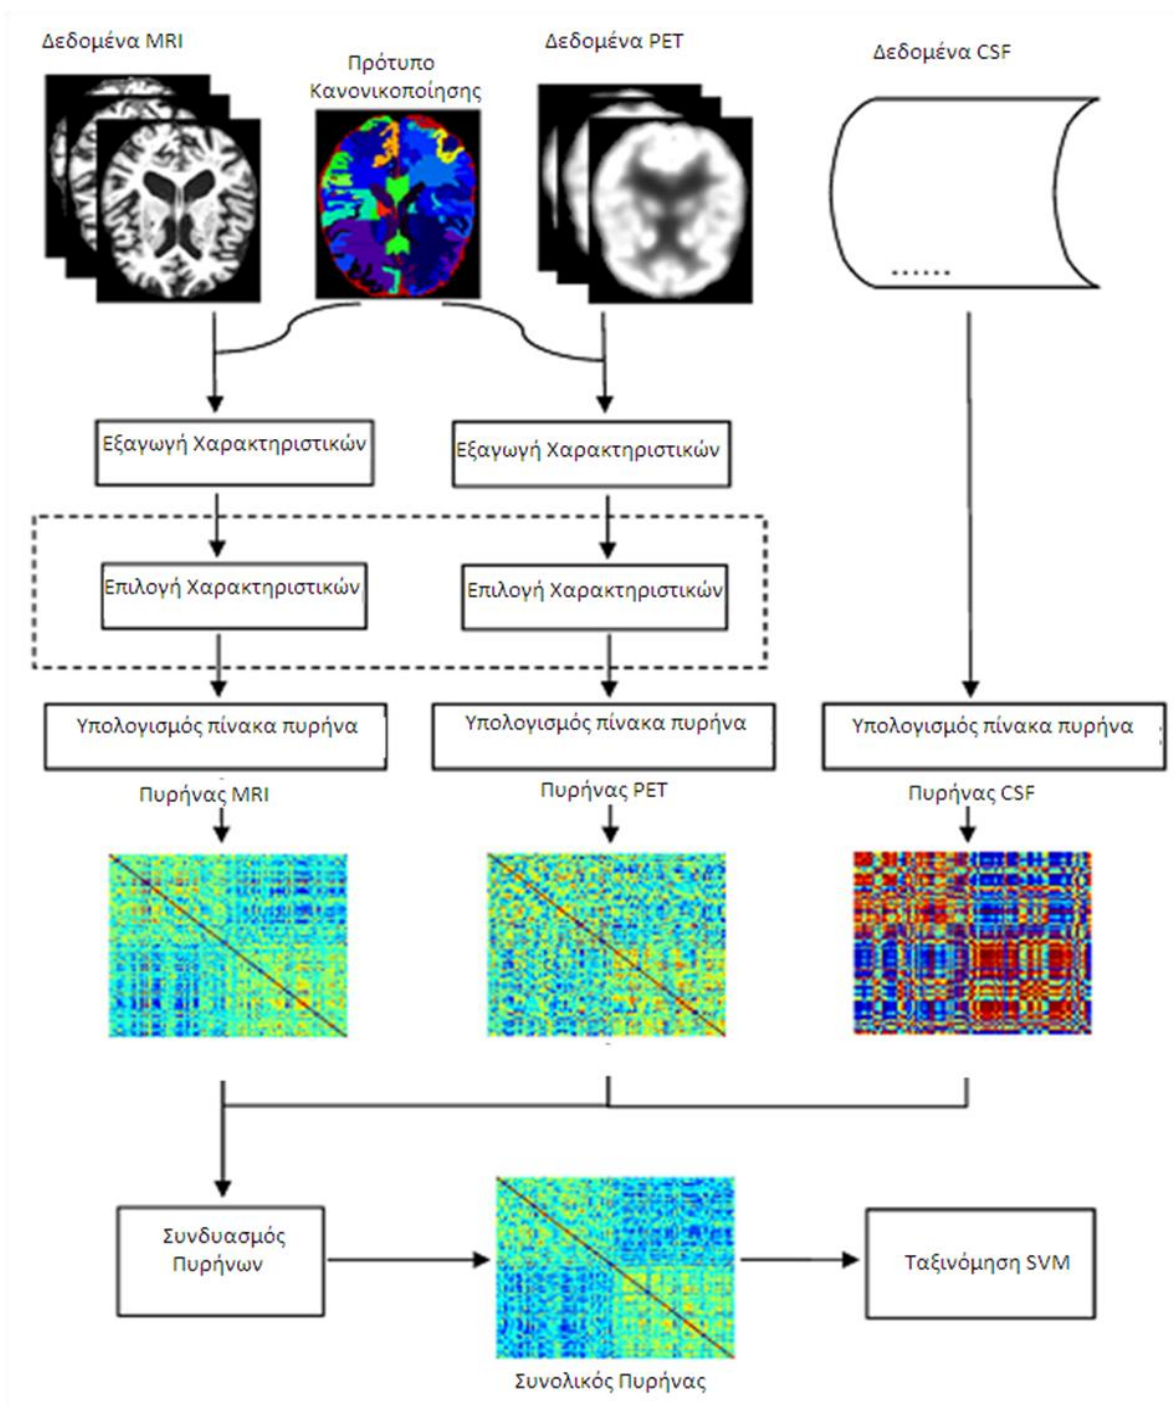 Δεδομένα MRI
Πρότυπο
Κανονικοποίησης
Δεδομένα PET
Δεδομένα CSF
......
Εξαγωγή Χαρακτηριστικών
Εξαγωγή Χαρακτηριστικών
Επιλογή Χαρακτηριστικών
Επιλογή Χαρακτηριστικών
Υπολογισμός πίνακα πυρήνα
Υπολογισμός πίνακα πυρήνα
Υπολογισμός πίνακα πυρήνα
Πυρήνας MRI
Πυρήνας PET
Πυρήνας CSF
Συνδυασμός
Πυρήνων
Ταξινόμηση SVM
Συνολικός Πυρήνας